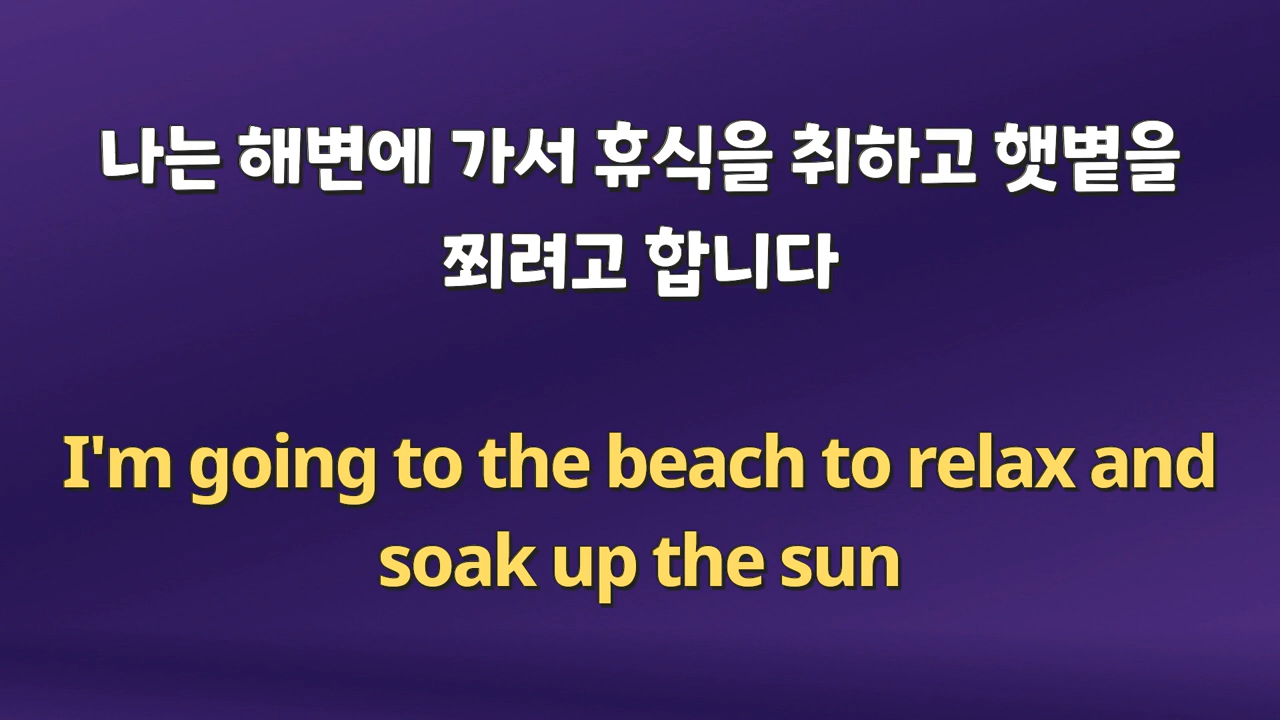 나는 해변에 가서 휴식을 취하고 햇볕을
쬐려고 합니다
I'm going to the beach to relax and
soak up the sun